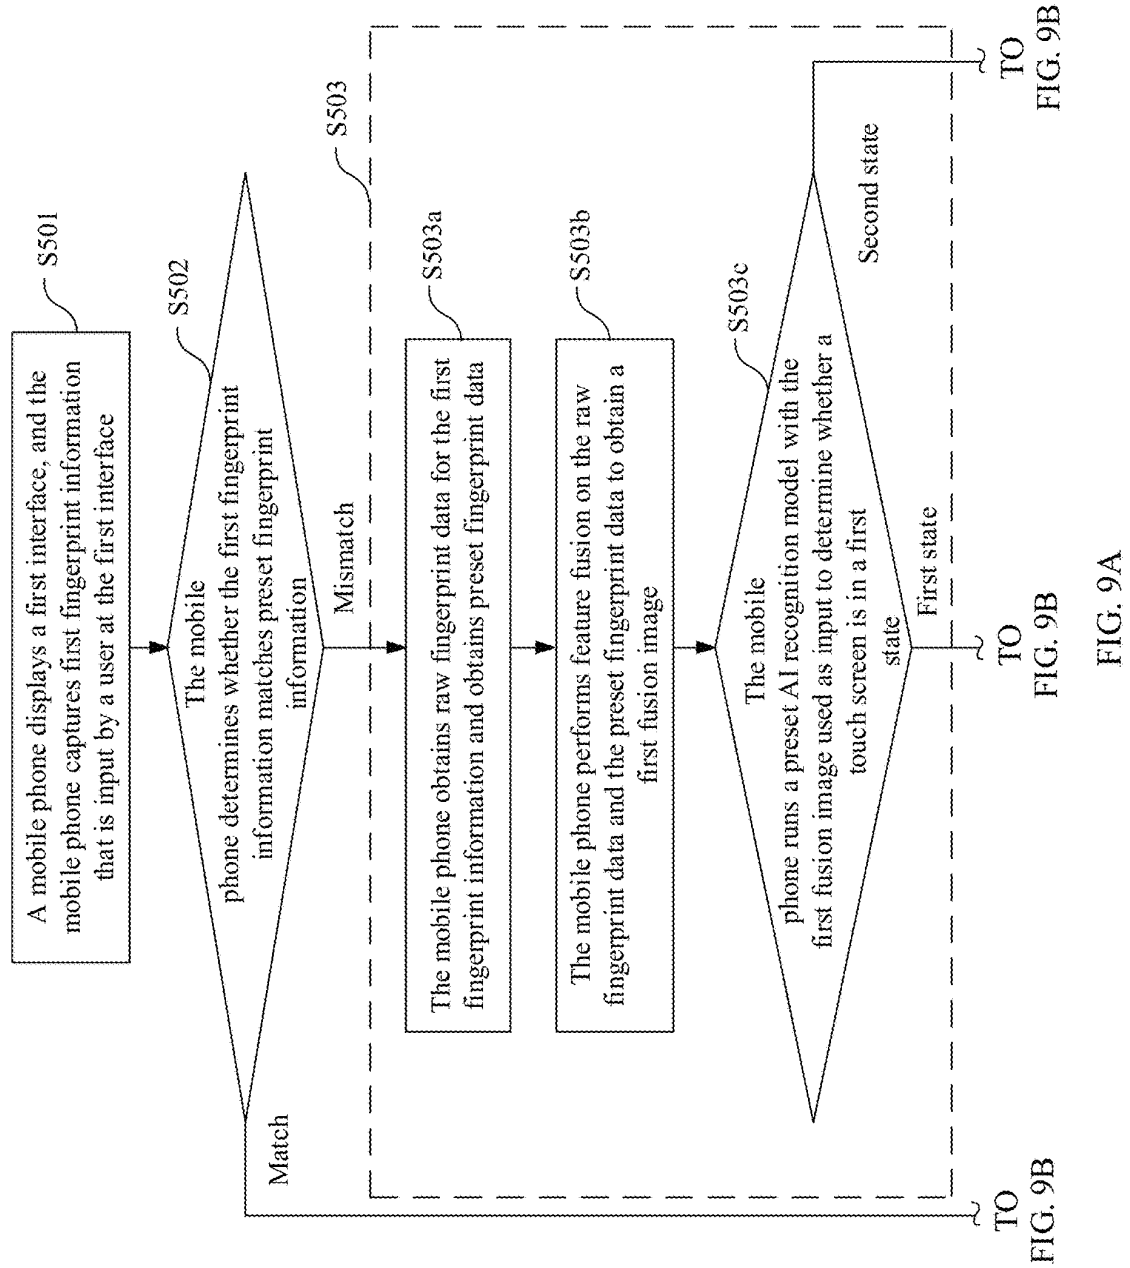 A mobile phone displays a first interface, and the
mobile phone captures first fingerprint information
that is input by a user at the first interface
S501
The mobile
phone determines whether the first fingerprint
information matches preset fingerprint
information
S502
Match
Mismatch
S503
The mobile phone obtains raw fingerprint data for the first
fingerprint information and obtains preset fingerprint data
S503a
The mobile phone performs feature fusion on the raw
fingerprint data and the preset fingerprint data to obtain a
first fusion image
S503b
The mobile
phone runs a preset AI recognition model with the
first fusion image used as input to determine whether a
touch screen is in a first
state
S503c
Second state
First state
TO
FIG. 9B
TO
FIG. 9B
TO
FIG. 9B
FIG. 9A